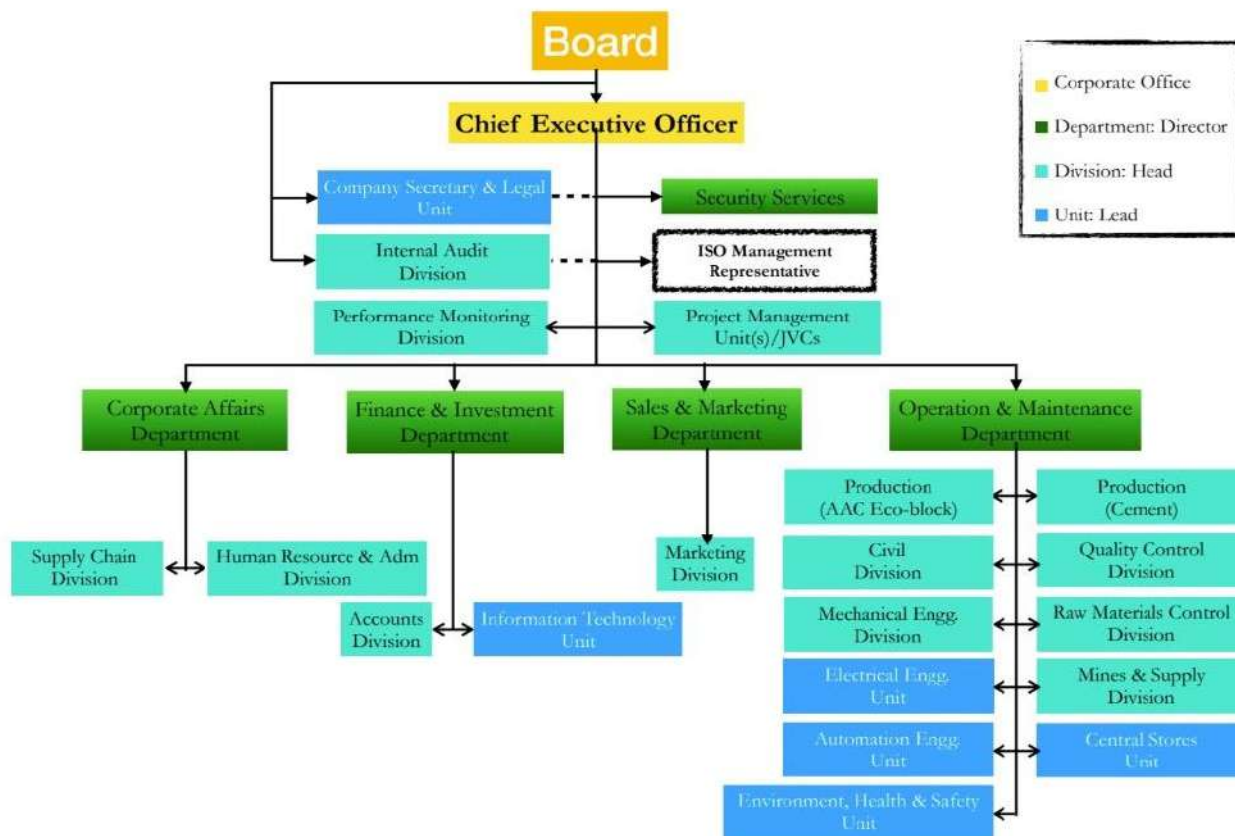 Board
Chief Executive Officer
Corporate Office
Department: Director
Division: Head
Unit: Lead
Company Secretary & Legal
Unit
Security Services
Internal Audit
Division
ISO Management
Representative
Performance Monitoring
Division
Project Management
Unit(s)/JVCs
Corporate Affairs
Department
Finance & Investment
Department
Sales & Marketing
Department
Operation & Maintenance
Department
Supply Chain
Division
Human Resource & Adm
Division
Accounts
Division
Information Technology
Unit
Marketing
Division
Production
(AAC Eco-block)
Production
(Cement)
Civil
Division
Quality Control
Division
Mechanical Engg.
Division
Raw Materials Control
Division
Electrical Engg.
Unit
Mines & Supply
Division
Automation Engg.
Unit
Central Stores
Unit
Environment, Health & Safety
Unit